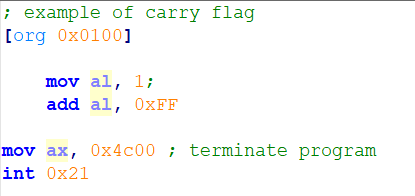 ; example of carry flag
[org 0x0100]
mov al, 1;
add al, 0xFF
mov ax, 0x4c00 ; terminate program
int 0x21